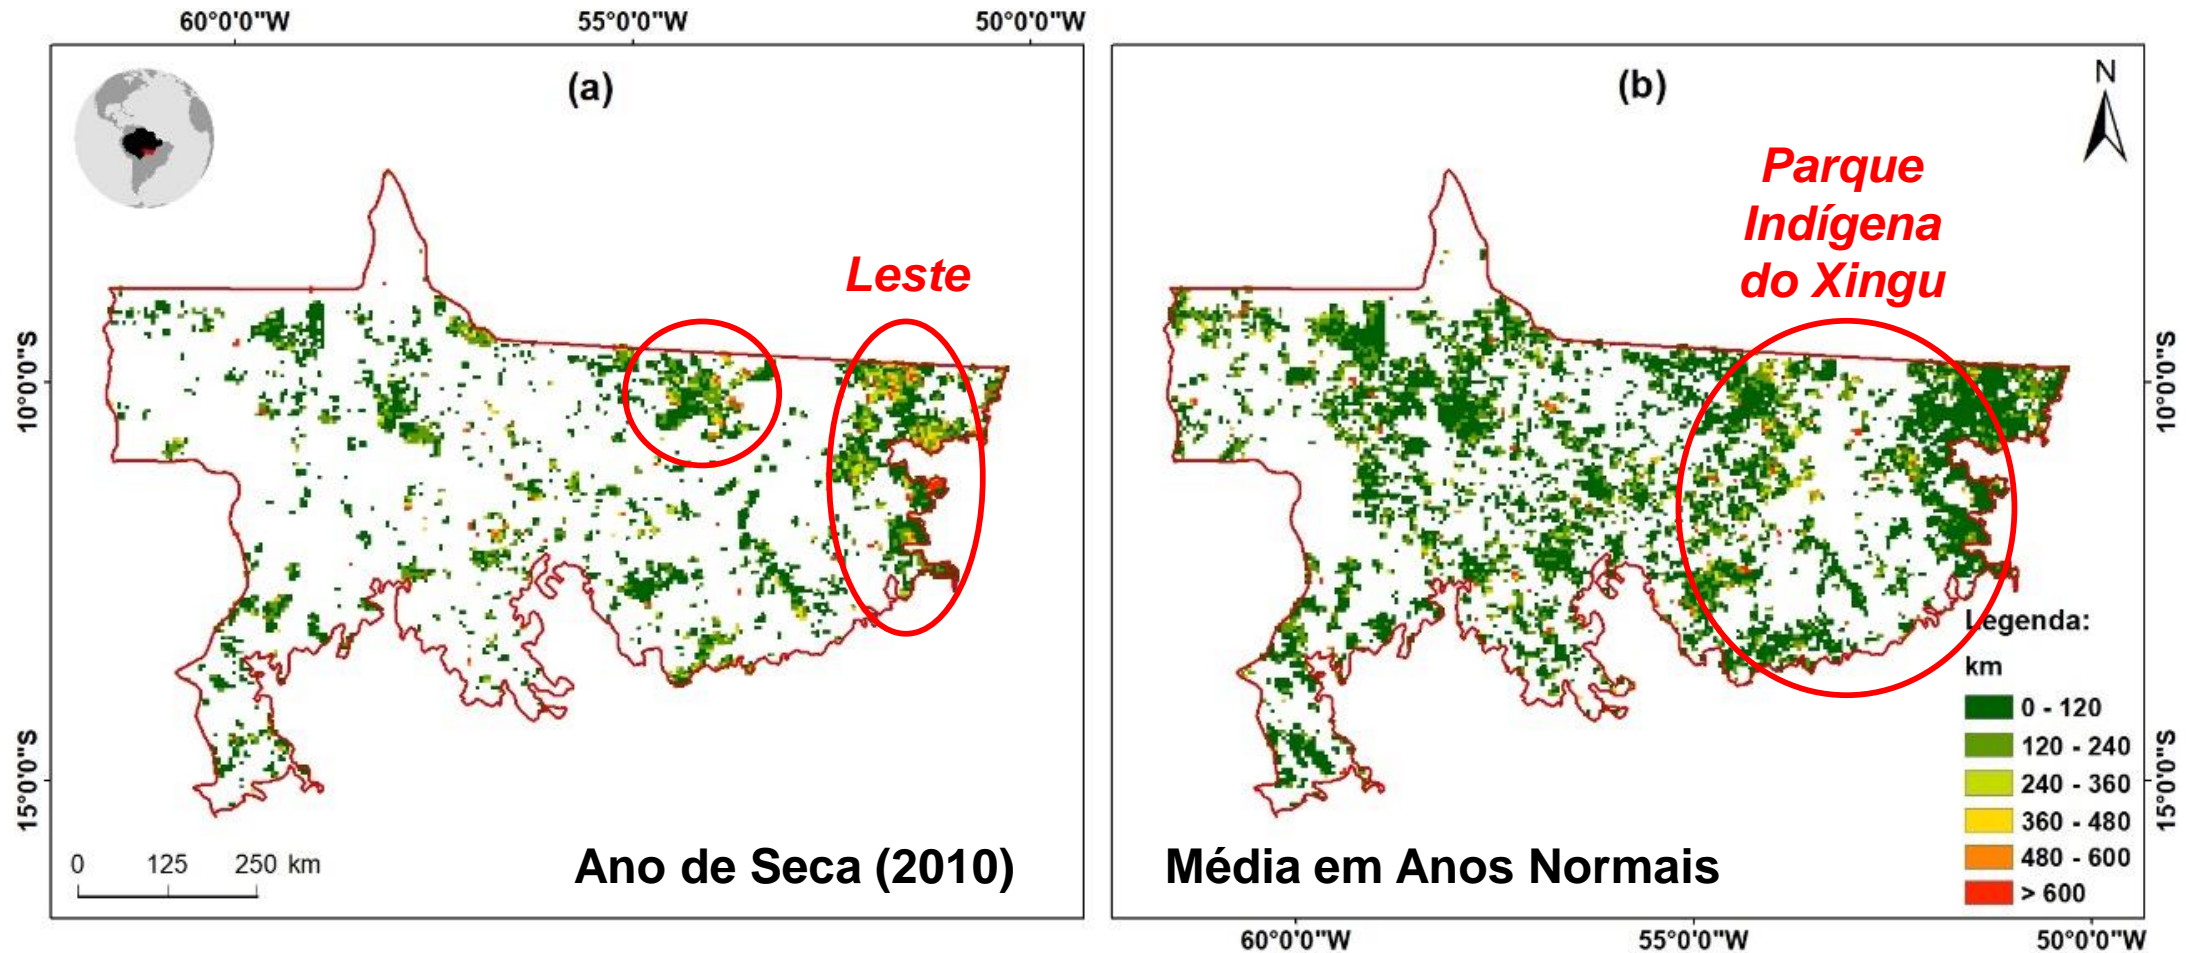 60°0'0"W
55°0'0"W
50°0'0"W
(a)
(b)
N
Parque
Indígena
do Xingu
Leste
10°0'0"S
10°0'0"S
15°0'0"S
15°0'0"S
Legenda:
km
0 - 120
120 - 240
240 - 360
360 - 480
480 - 600
> 600
0 125 250 km
Ano de Seca (2010)
Média em Anos Normais
60°0'0"W
55°0'0"W
50°0'0"W